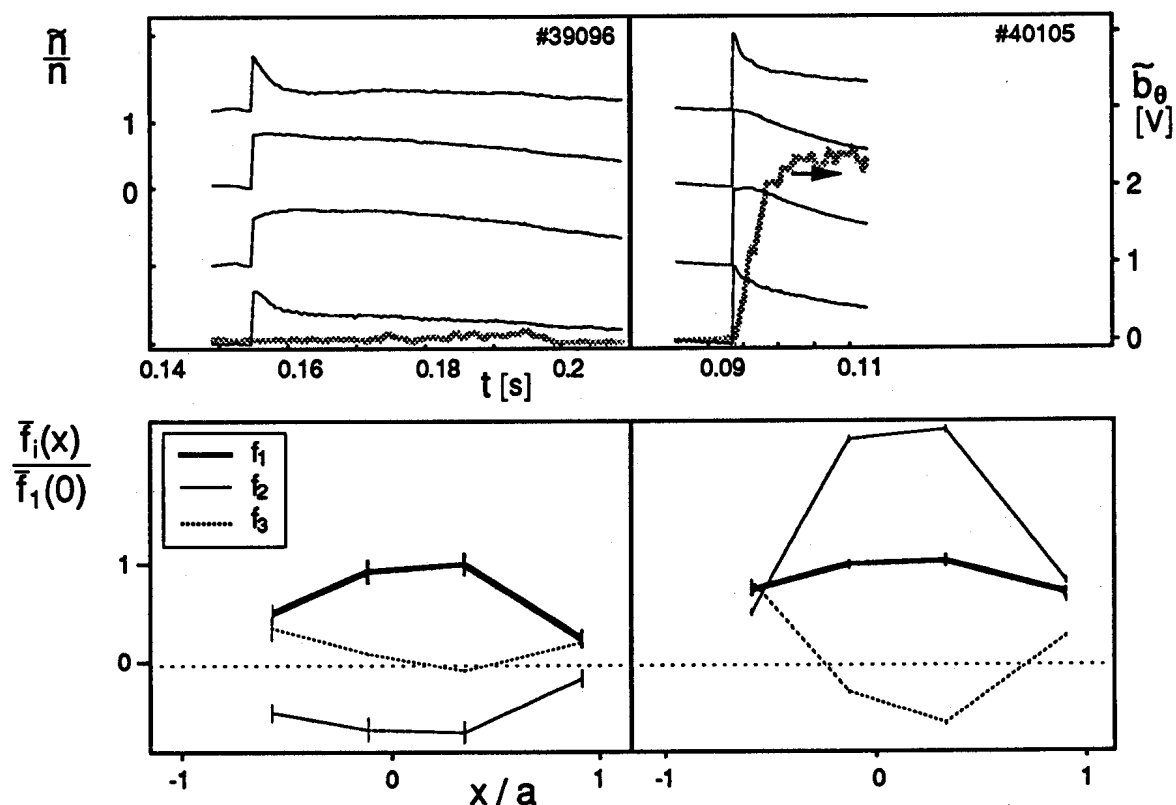 ñ/n
#39096
#40105
b̃θ
[V]
1
0
2
1
0
0.14
0.16
0.18
0.2
0.09
0.11
t [s]
f̄i(x)/f̄1(0)
f1
f2
f3
1
0
-1
0
1
-1
0
1
x / a